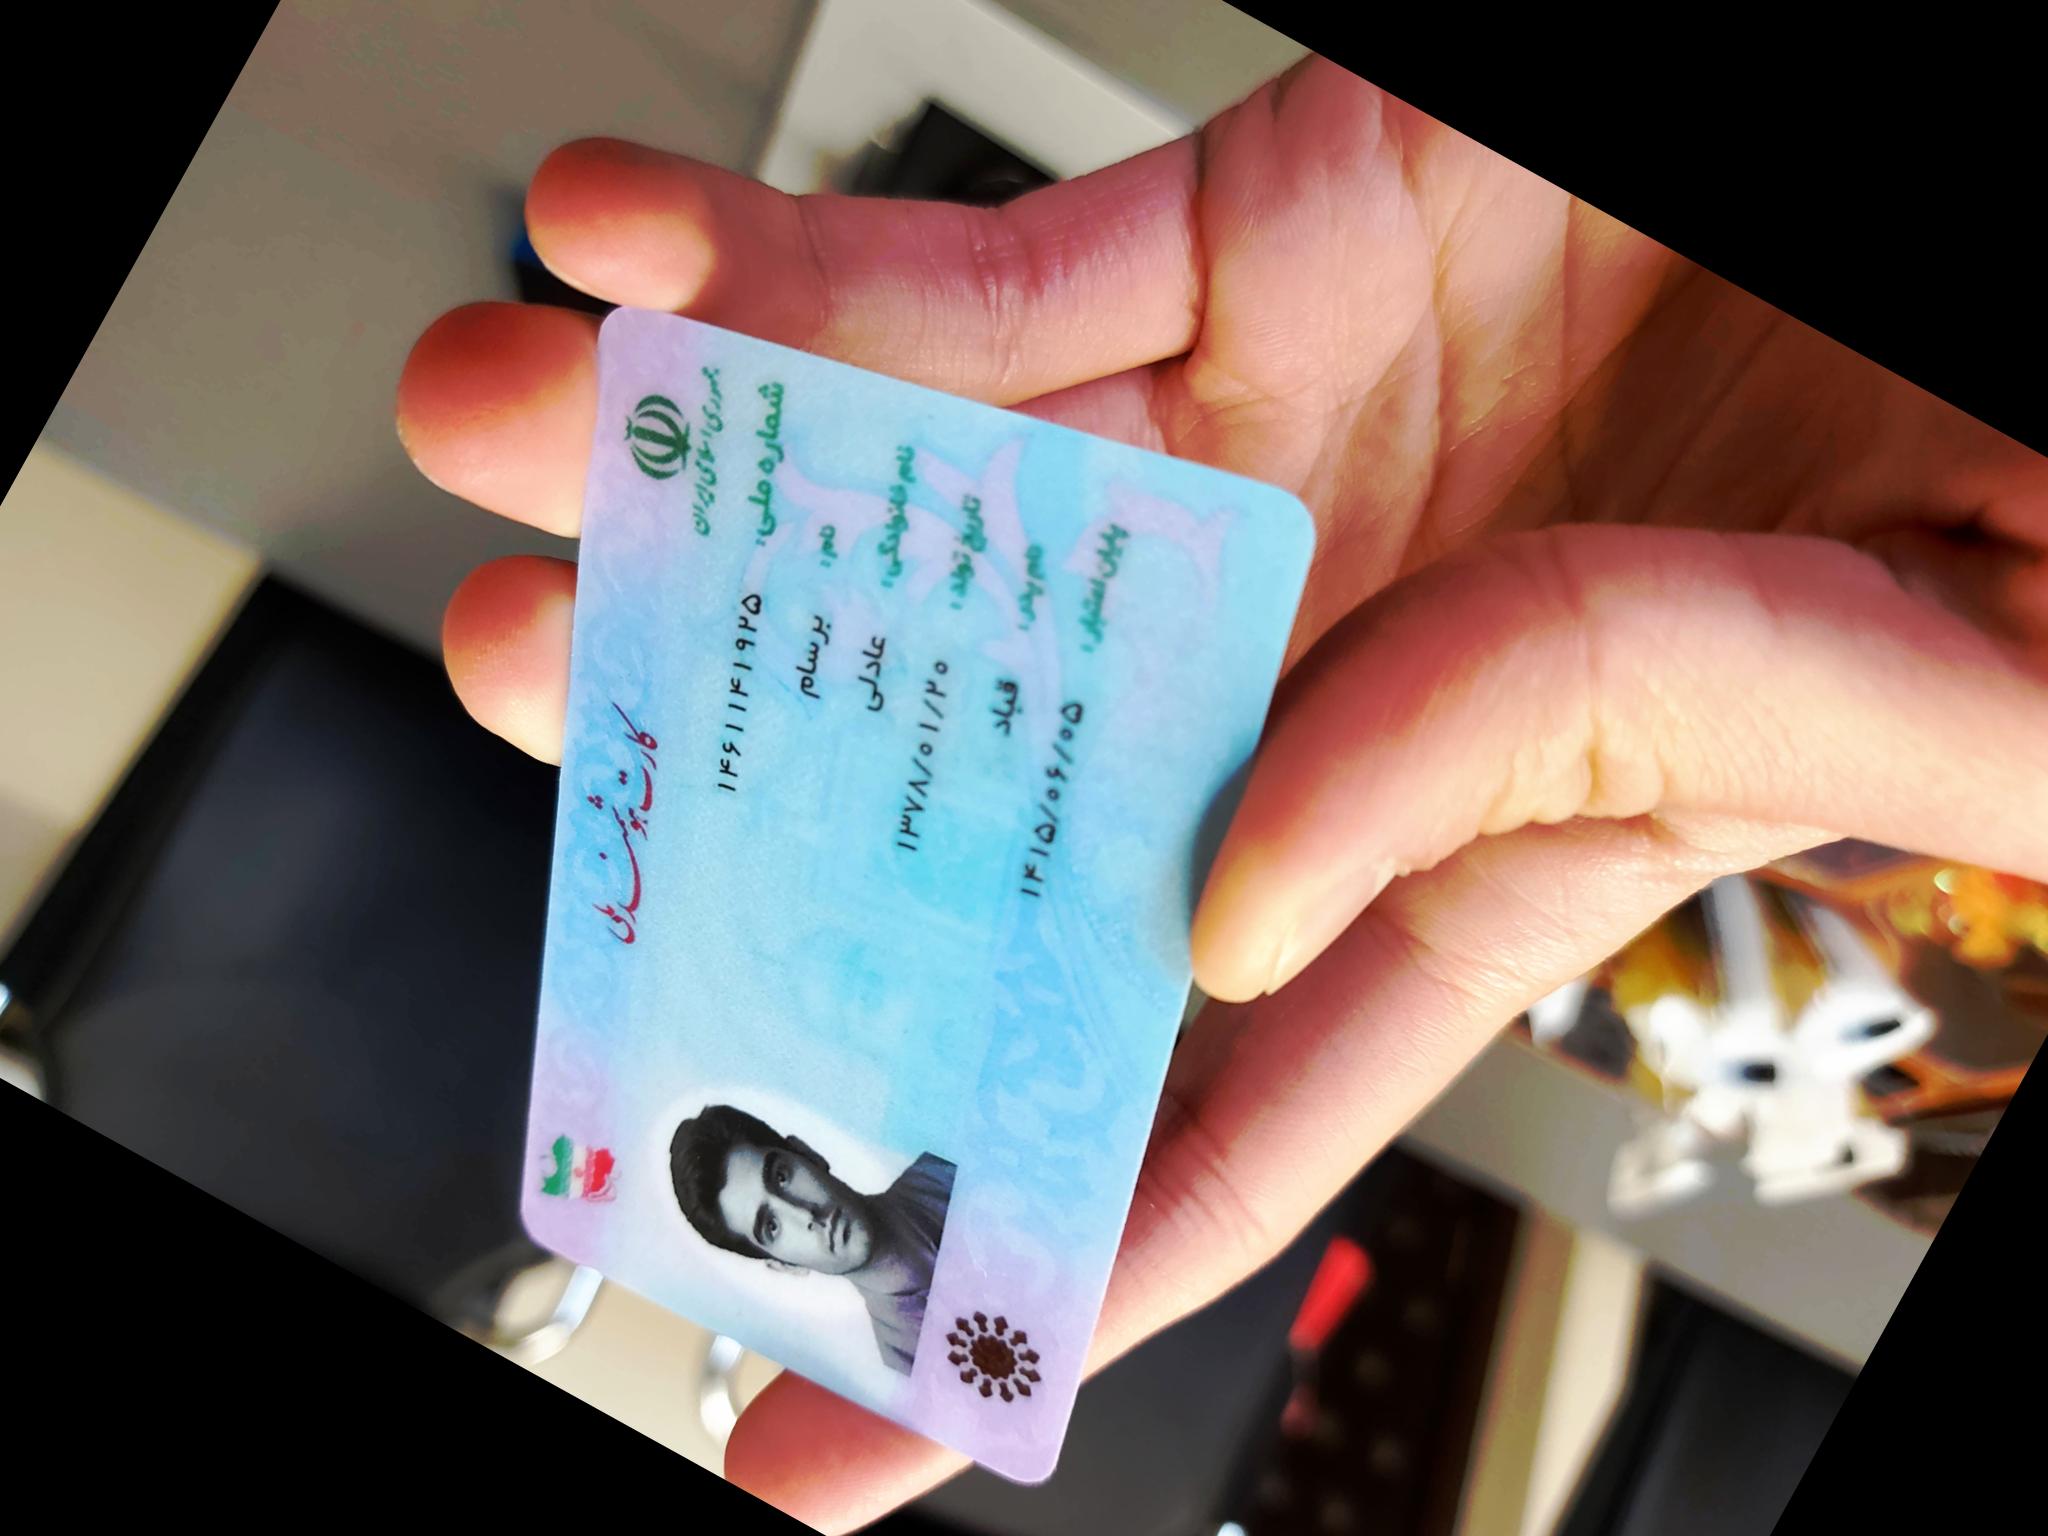 جمهوری اسلامی ایران
کارت هوشمند ملی
شماره ملی: ۱۴۶۱۱۴۱۹۲۵
نام: برسام
نام خانوادگی: عادلی
تاریخ تولد: ۱۳۷۸/۰۱/۲۰
نام پدر: قباد
پایان اعتبار: ۱۴۱۵/۰۶/۰۵